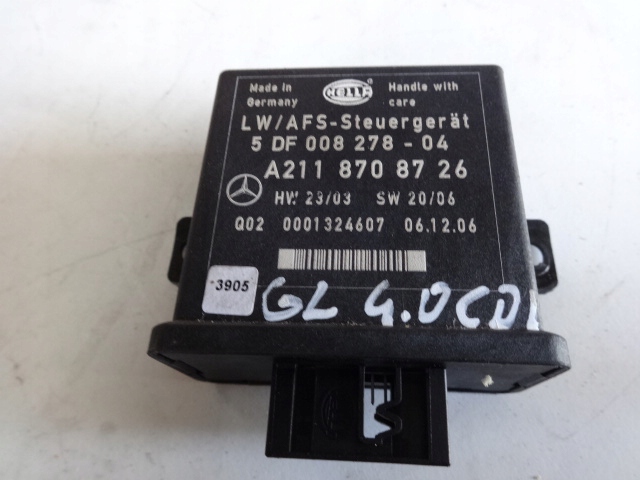 Made in
Germany
HELLA
®
Handle with
care
LW/AFS-Steuergerät
5 DF 008 278 - 04
A211 870 87 26
HW 23/03 SW 20/06
Q02 0001324607 06.12.06
3905
GL 4.0CDI